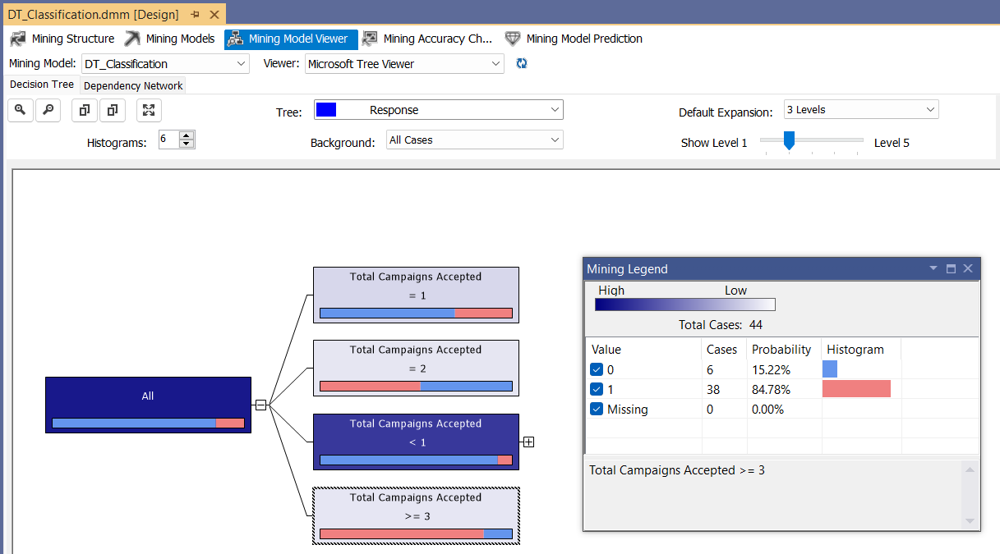 DT_Classification.dmm [Design]
Mining Structure Mining Models Mining Model Viewer Mining Accuracy Ch... Mining Model Prediction
Mining Model: DT_Classification Viewer: Microsoft Tree Viewer
Decision Tree Dependency Network
Tree: Response Default Expansion: 3 Levels
Histograms: 6 Background: All Cases Show Level 1 Level 5
Total Campaigns Accepted
= 1
Total Campaigns Accepted
= 2
All
Total Campaigns Accepted
< 1
Total Campaigns Accepted
>= 3
Mining Legend
High Low
Total Cases: 44
Value Cases Probability Histogram
0 6 15.22%
1 38 84.78%
Missing 0 0.00%
Total Campaigns Accepted >= 3